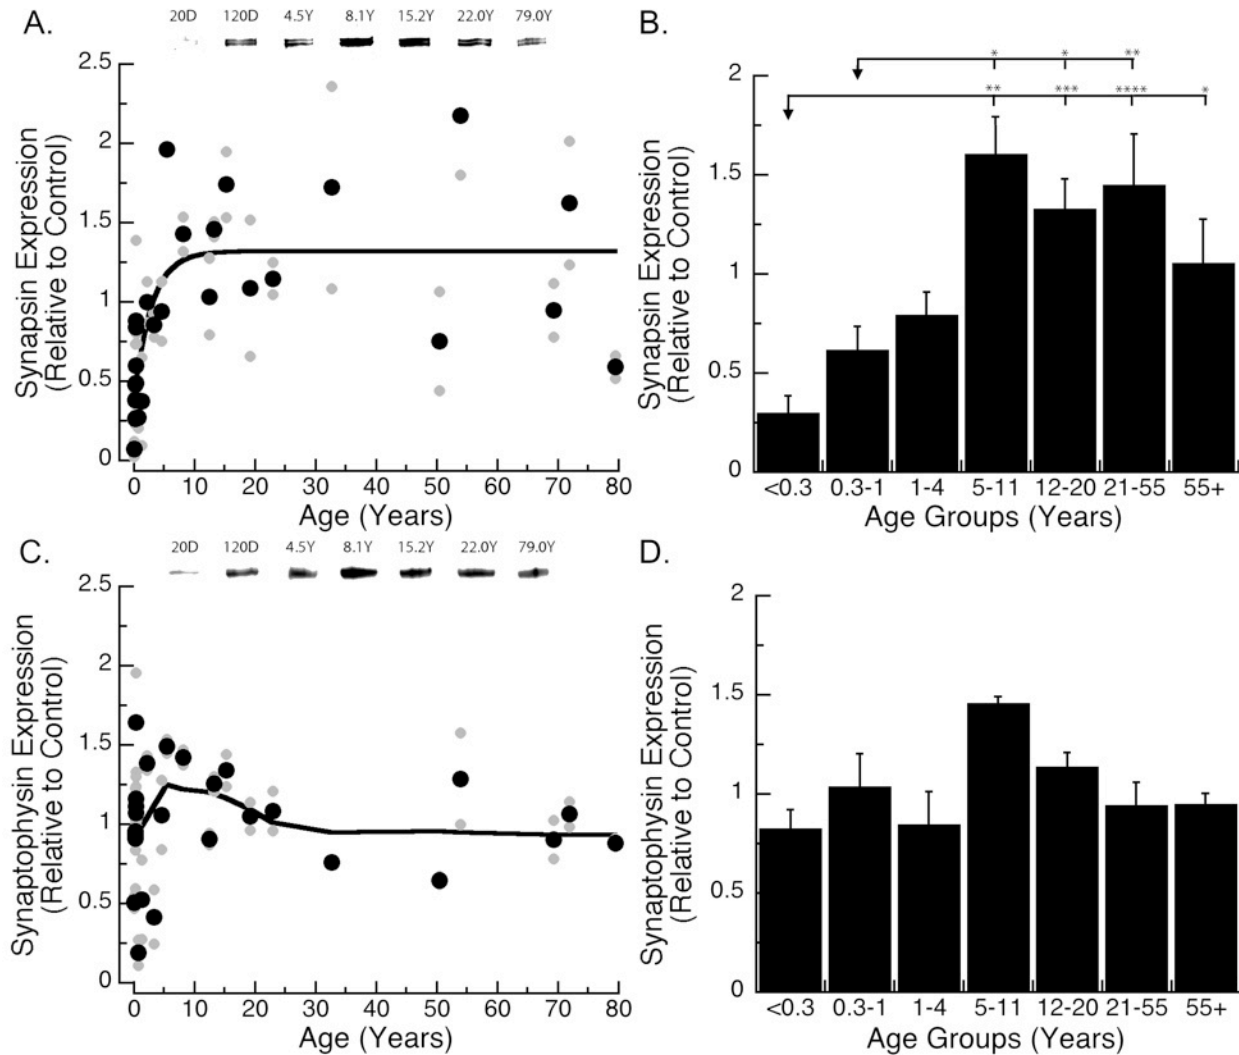 A.
20D 120D 4.5Y 8.1Y 15.2Y 22.0Y 79.0Y
Synapsin Expression
(Relative to Control)
2.5
2
1.5
1
0.5
0
0 10 20 30 40 50 60 70 80
Age (Years)
B.
* * **
** *** **** *
Synapsin Expression
(Relative to Control)
2
1.5
1
0.5
0
<0.3 0.3-1 1-4 5-11 12-20 21-55 55+
Age Groups (Years)
C.
20D 120D 4.5Y 8.1Y 15.2Y 22.0Y 79.0Y
Synaptophysin Expression
(Relative to Control)
2.5
2
1.5
1
0.5
0
0 10 20 30 40 50 60 70 80
Age (Years)
D.
Synaptophysin Expression
(Relative to Control)
2
1.5
1
0.5
0
<0.3 0.3-1 1-4 5-11 12-20 21-55 55+
Age Groups (Years)